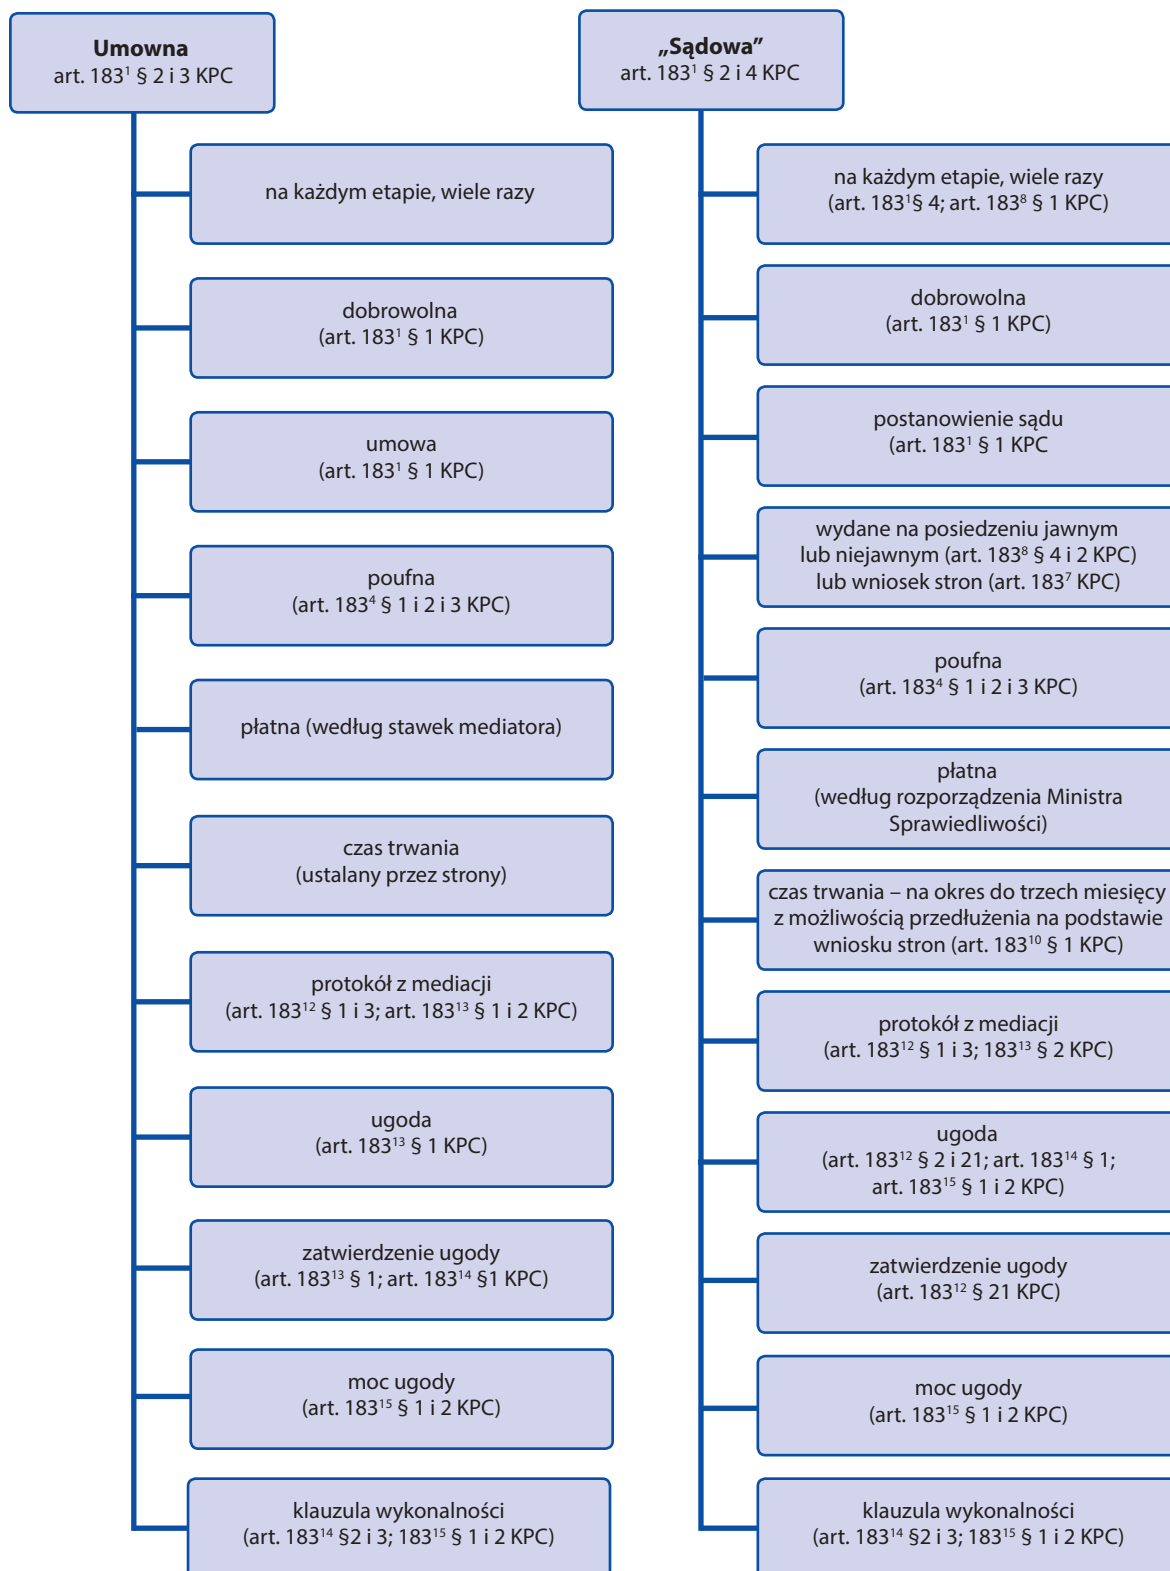 Umowna
art. 183¹ § 2 i 3 KPC
na każdym etapie, wiele razy
dobrowolna
(art. 183¹ § 1 KPC)
umowa
(art. 183¹ § 1 KPC)
poufna
(art. 183⁴ § 1 i 2 i 3 KPC)
płatna (według stawek mediatora)
czas trwania
(ustalany przez strony)
protokół z mediacji
(art. 183¹² § 1 i 3; art. 183¹³ § 1 i 2 KPC)
ugoda
(art. 183¹³ § 1 KPC)
zatwierdzenie ugody
(art. 183¹³ § 1; art. 183¹⁴ §1 KPC)
moc ugody
(art. 183¹⁵ § 1 i 2 KPC)
klauzula wykonalności
(art. 183¹⁴ §2 i 3; 183¹⁵ § 1 i 2 KPC)
„Sądowa”
art. 183¹ § 2 i 4 KPC
na każdym etapie, wiele razy
(art. 183¹§ 4; art. 183⁸ § 1 KPC)
dobrowolna
(art. 183¹ § 1 KPC)
postanowienie sądu
(art. 183¹ § 1 KPC
wydane na posiedzeniu jawnym
lub niejawnym (art. 183⁸ § 4 i 2 KPC)
lub wniosek stron (art. 183⁷ KPC)
poufna
(art. 183⁴ § 1 i 2 i 3 KPC)
płatna
(według rozporządzenia Ministra
Sprawiedliwości)
czas trwania – na okres do trzech miesięcy
z możliwością przedłużenia na podstawie
wniosku stron (art. 183¹⁰ § 1 KPC)
protokół z mediacji
(art. 183¹² § 1 i 3; 183¹³ § 2 KPC)
ugoda
(art. 183¹² § 2 i 21; art. 183¹⁴ § 1;
art. 183¹⁵ § 1 i 2 KPC)
zatwierdzenie ugody
(art. 183¹² § 21 KPC)
moc ugody
(art. 183¹⁵ § 1 i 2 KPC)
klauzula wykonalności
(art. 183¹⁴ §2 i 3; 183¹⁵ § 1 i 2 KPC)